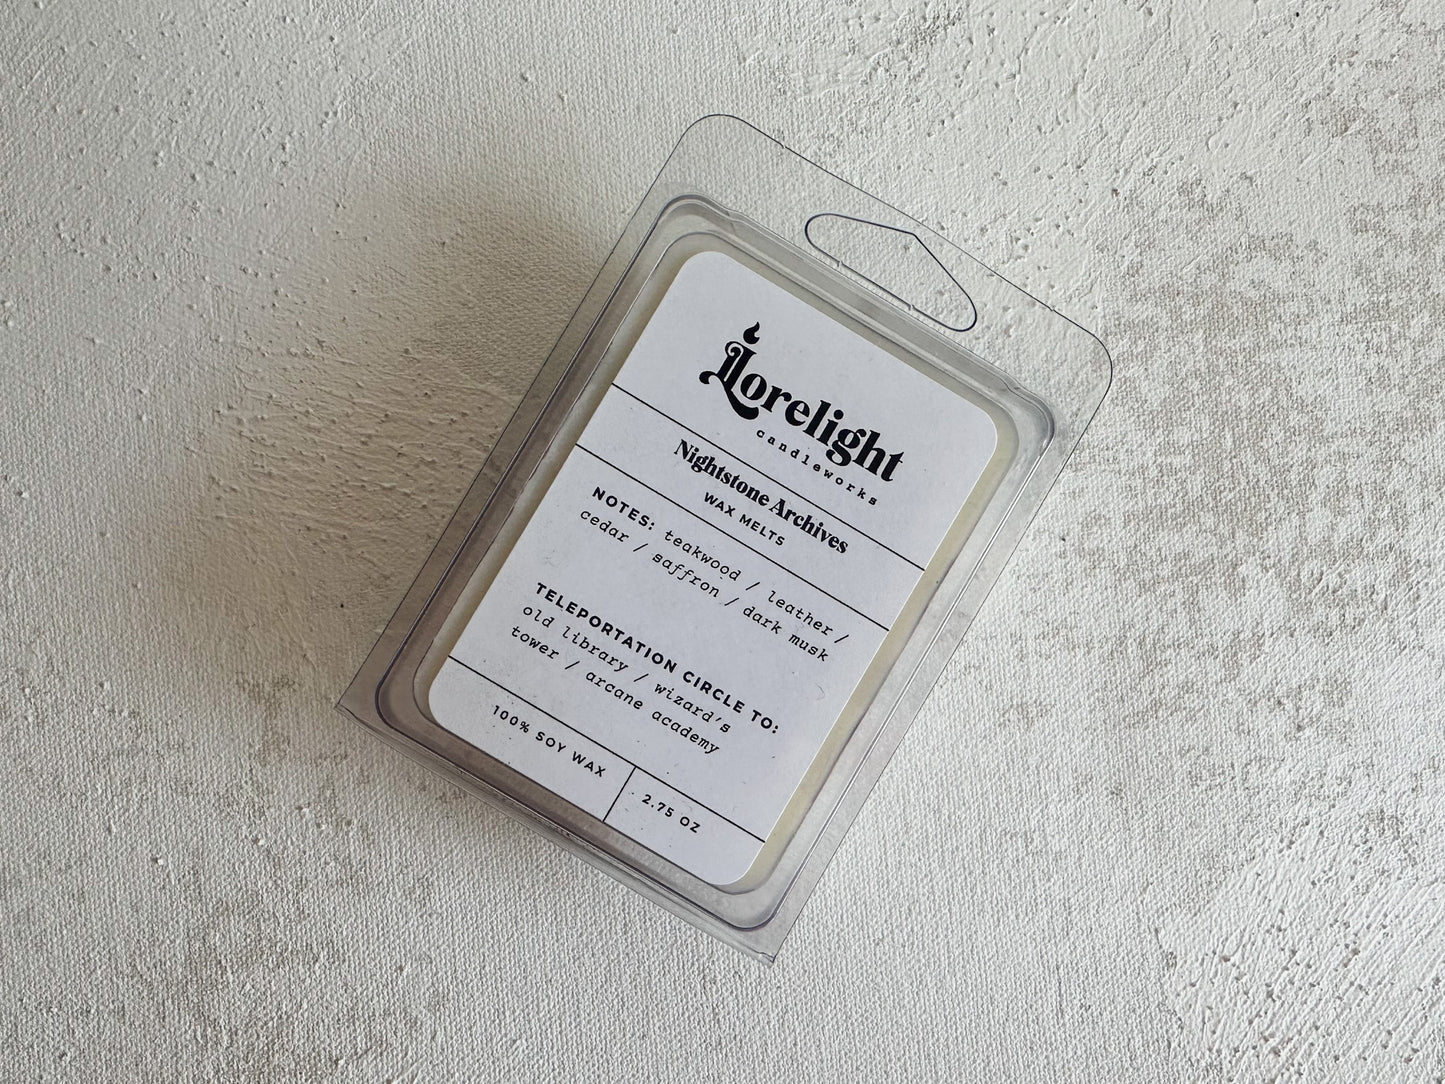 Lorelight
candleworks
Nightstone Archives
WAX MELTS
NOTES: teakwood / leather /
cedar / saffron / dark musk
TELEPORTATION CIRCLE TO:
old library / wizard's
tower / arcane academy
100% SOY WAX
2.75 OZ